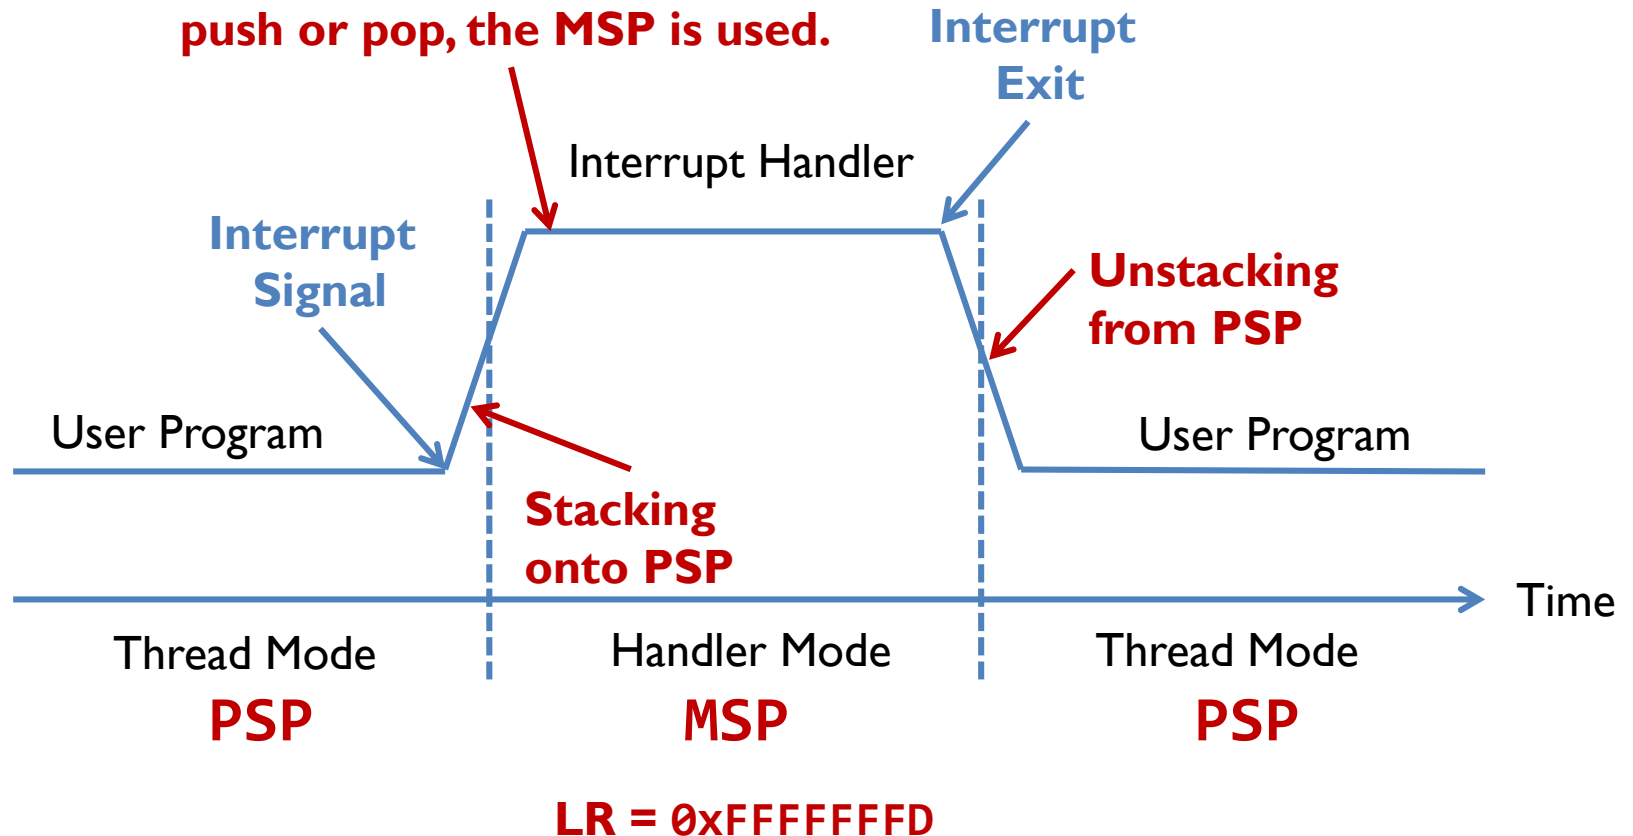 push or pop, the MSP is used.
Interrupt
Exit
Interrupt Handler
Interrupt
Signal
Unstacking
from PSP
User Program
User Program
Stacking
onto PSP
Time
Thread Mode
Handler Mode
Thread Mode
PSP
MSP
PSP
LR = 0xFFFFFFFD